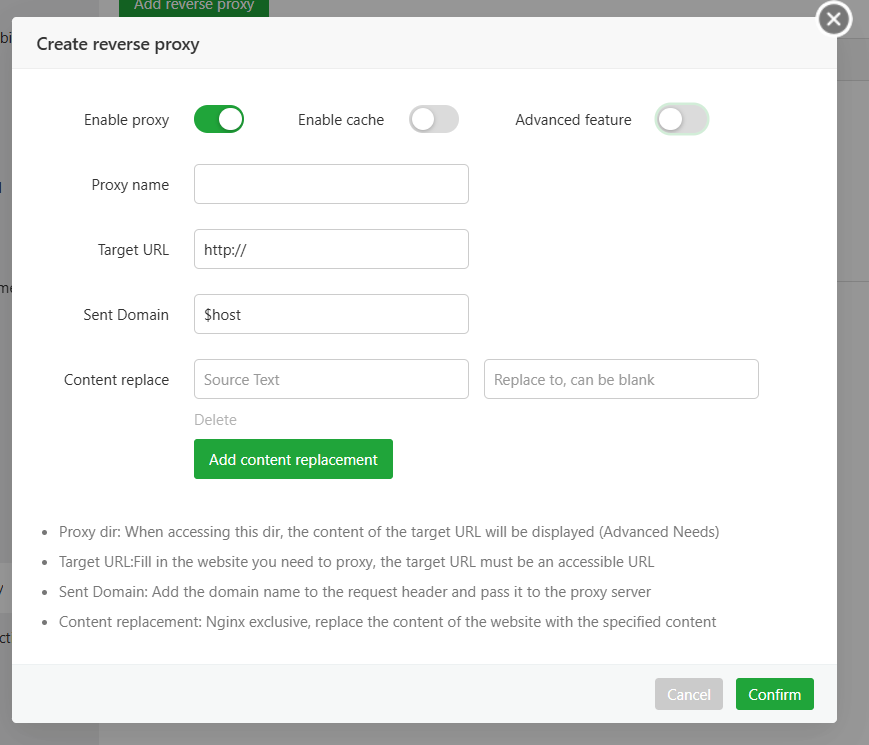 Add reverse proxy
Create reverse proxy
Enable proxy
Enable cache
Advanced feature
Proxy name
Target URL
http://
Sent Domain
$host
Content replace
Source Text
Replace to, can be blank
Delete
Add content replacement
Proxy dir: When accessing this dir, the content of the target URL will be displayed (Advanced Needs)
Target URL:Fill in the website you need to proxy, the target URL must be an accessible URL
Sent Domain: Add the domain name to the request header and pass it to the proxy server
Content replacement: Nginx exclusive, replace the content of the website with the specified content
Cancel
Confirm